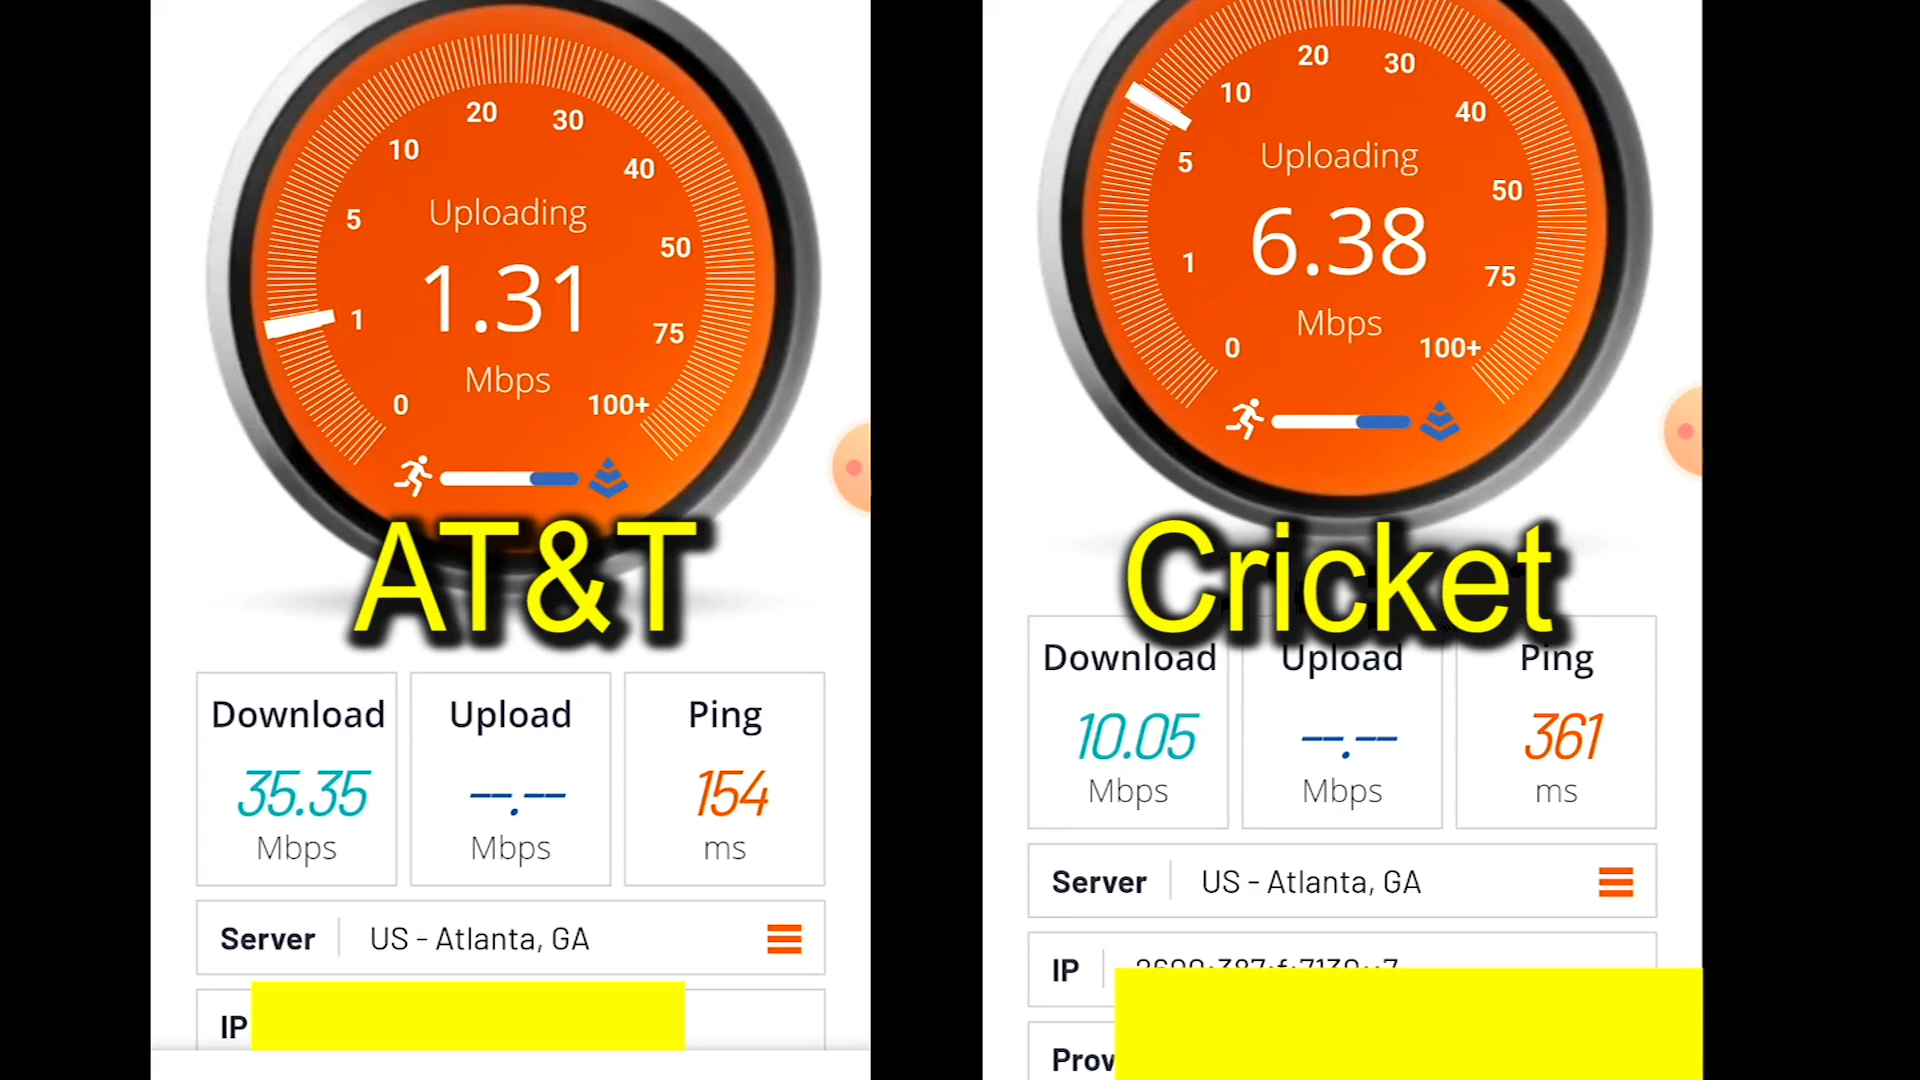 20 30
10 40
Uploading
5 50
1.31
1 75
Mbps
0 100+
AT&T
Download Upload Ping
35.35 --.-- 154
Mbps Mbps ms
Server US - Atlanta, GA
IP
20 30
10 40
Uploading
5 50
6.38
1 75
Mbps
0 100+
Cricket
Download Upload Ping
10.05 --.-- 361
Mbps Mbps ms
Server US - Atlanta, GA
IP
Prov